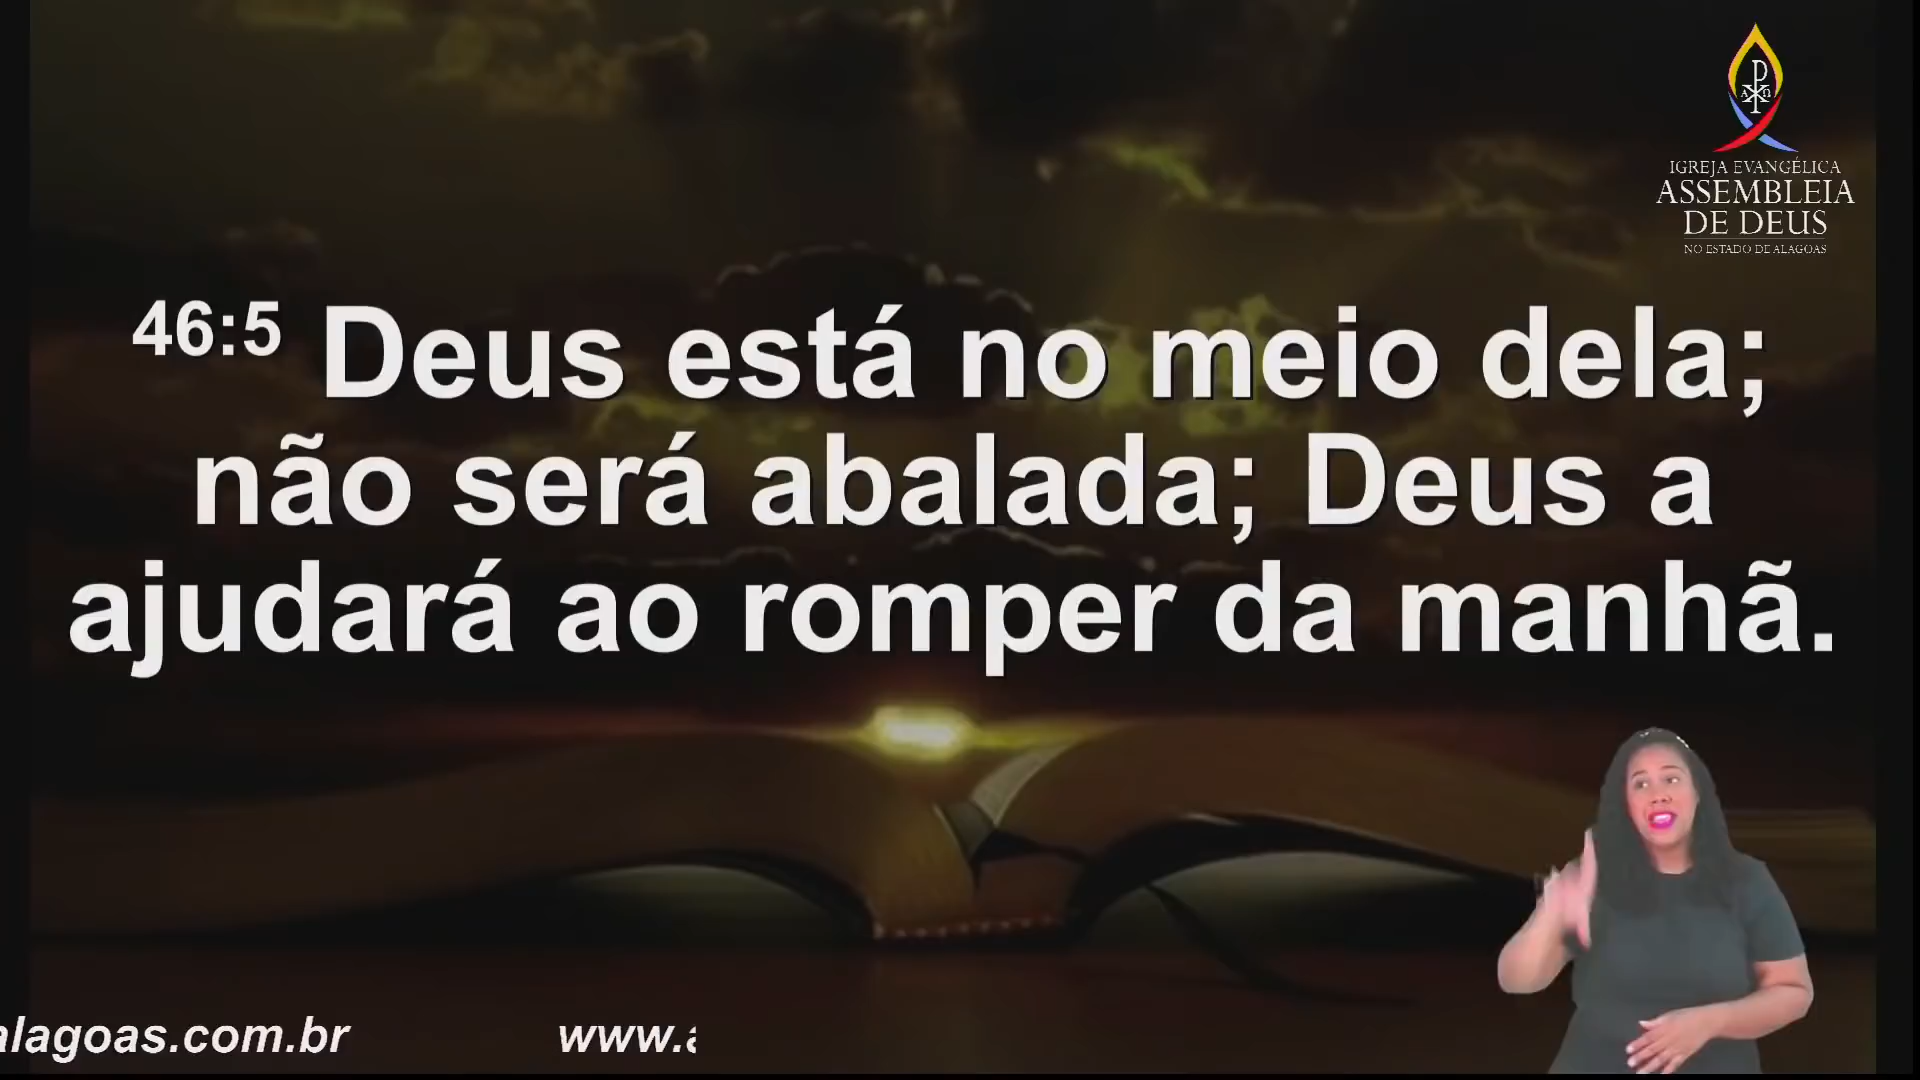 IGREJA EVANGÉLICA
ASSEMBLEIA
DE DEUS
NO ESTADO DE ALAGOAS
46:5 Deus está no meio dela;
não será abalada; Deus a
ajudará ao romper da manhã.
alagoas.com.br www.a